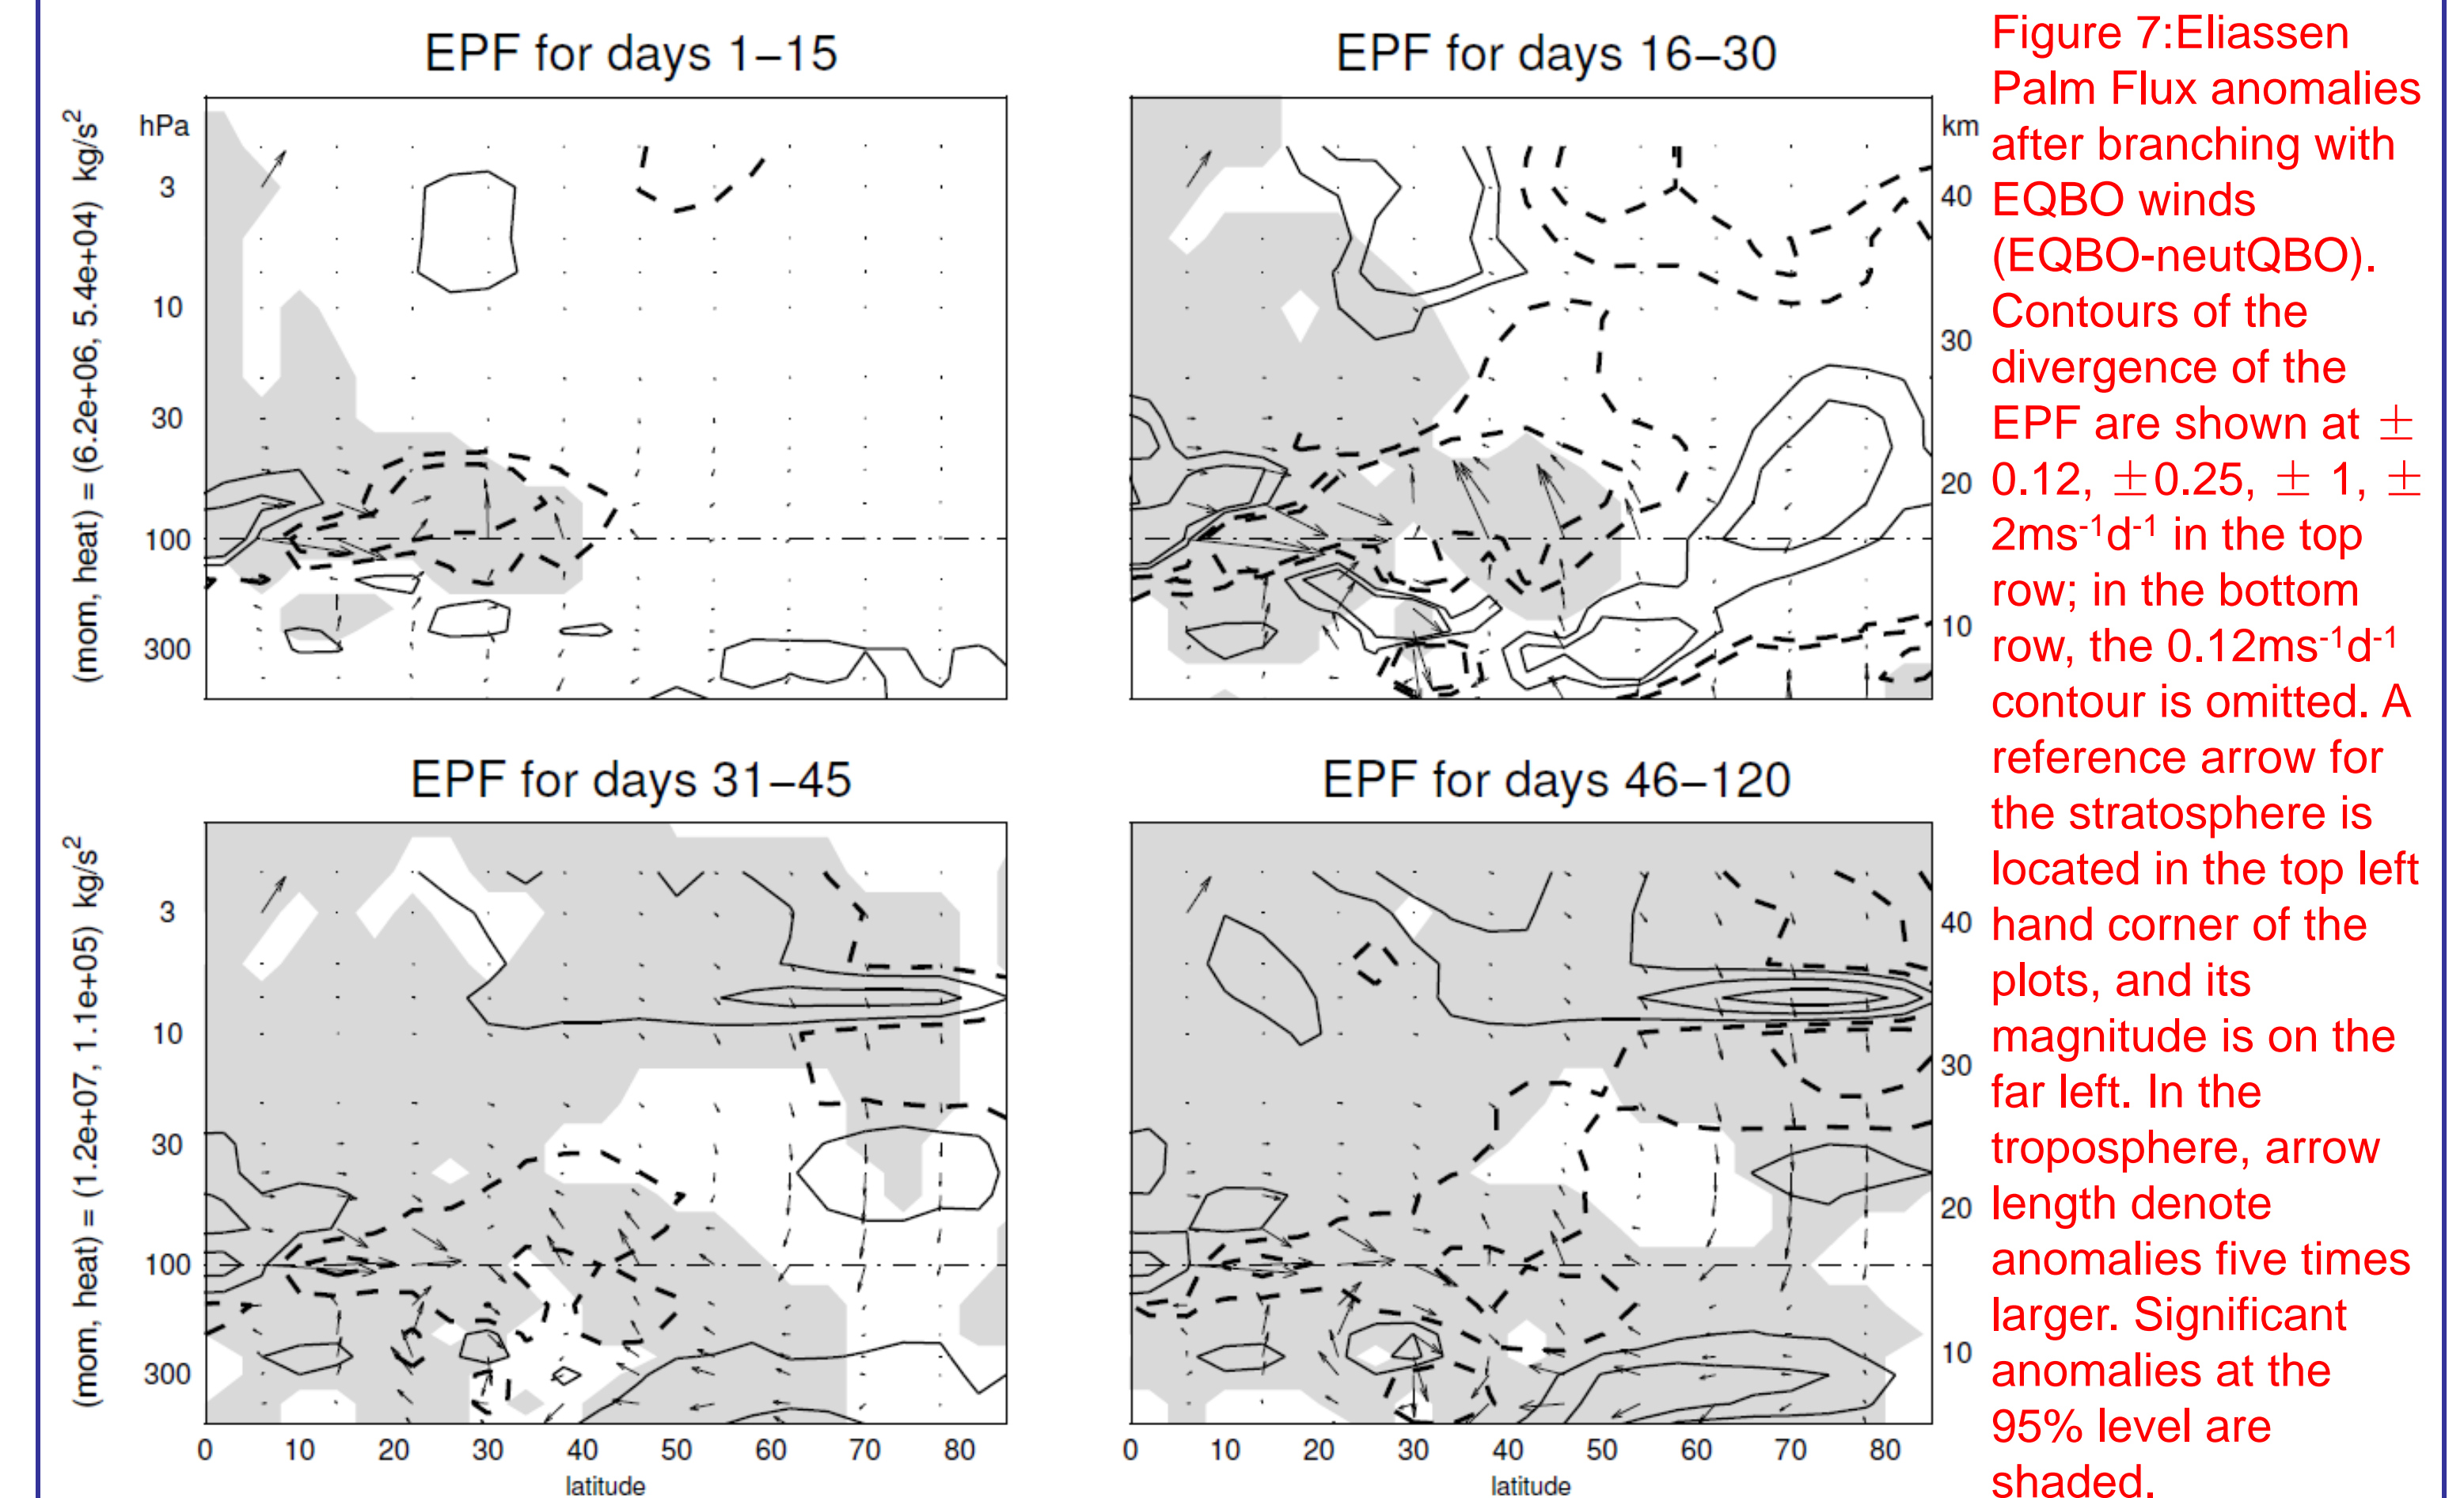 EPF for days 1−15
(mom, heat) = (6.2e+06, 5.4e+04) kg/s²
hPa
3
10
30
100
300
EPF for days 16−30
km
40
30
20
10
EPF for days 31−45
(mom, heat) = (1.2e+07, 1.1e+05) kg/s²
3
10
30
100
300
0 10 20 30 40 50 60 70 80
latitude
EPF for days 46−120
40
30
20
10
0 10 20 30 40 50 60 70 80
latitude
Figure 7:Eliassen
Palm Flux anomalies
after branching with
EQBO winds
(EQBO-neutQBO).
Contours of the
divergence of the
EPF are shown at ±
0.12, ±0.25, ± 1, ±
2ms⁻¹d⁻¹ in the top
row; in the bottom
row, the 0.12ms⁻¹d⁻¹
contour is omitted. A
reference arrow for
the stratosphere is
located in the top left
hand corner of the
plots, and its
magnitude is on the
far left. In the
troposphere, arrow
length denote
anomalies five times
larger. Significant
anomalies at the
95% level are
shaded.